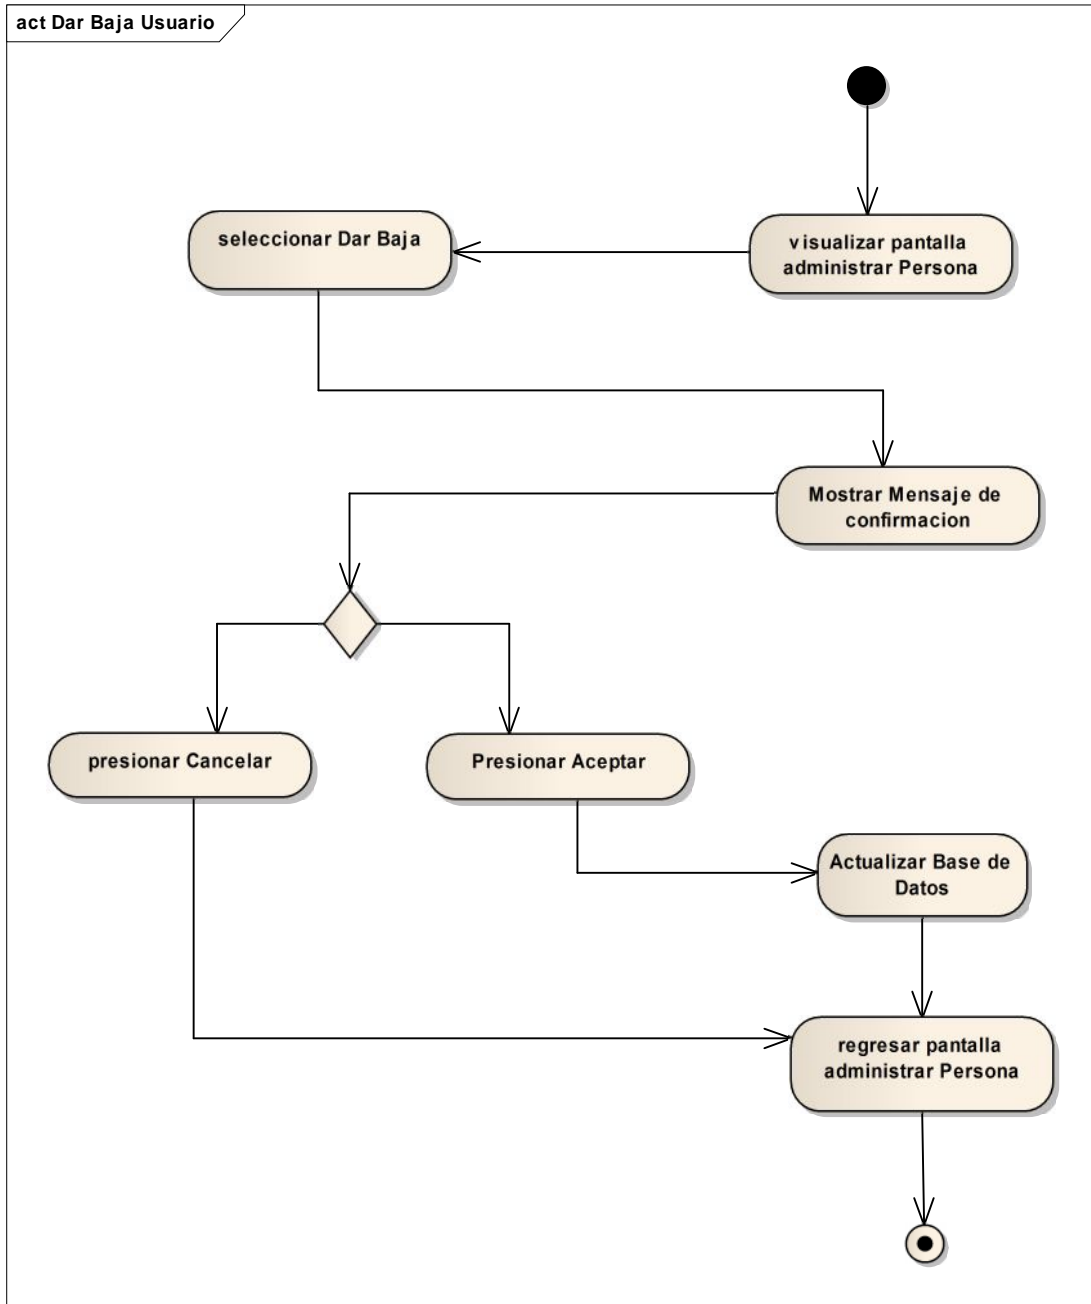 act Dar Baja Usuario
seleccionar Dar Baja
visualizar pantalla
administrar Persona
Mostrar Mensaje de
confirmacion
presionar Cancelar
Presionar Aceptar
Actualizar Base de
Datos
regresar pantalla
administrar Persona